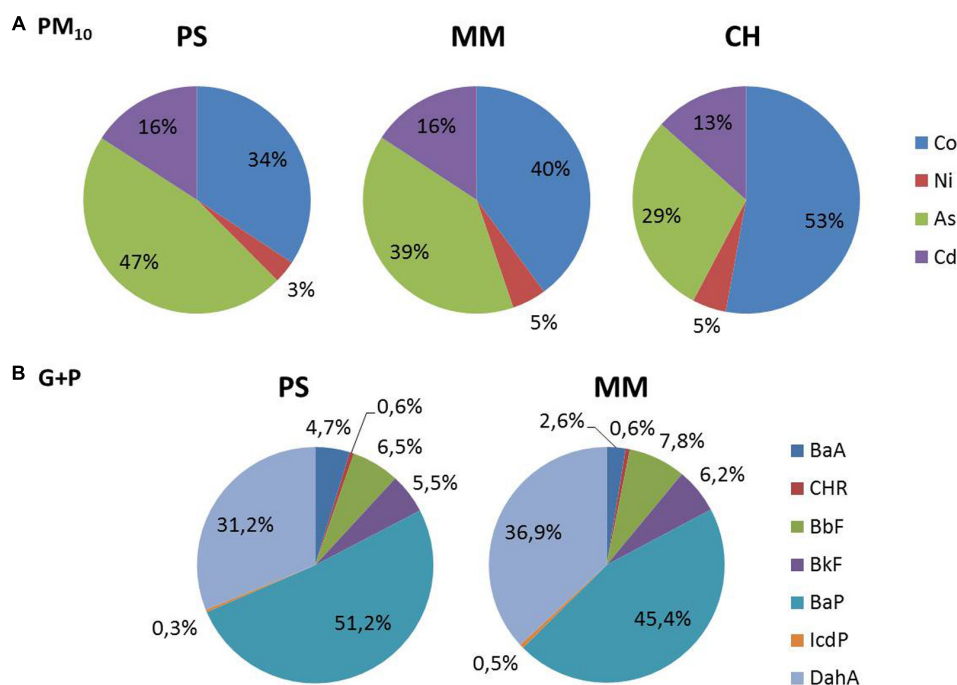 A PM₁₀
PS MM CH
16% 34% 47% 3%
16% 40% 39% 5%
13% 53% 29% 5%
Co
Ni
As
Cd
B G+P
PS MM
4,7% 0,6% 6,5% 5,5% 51,2% 0,3% 31,2%
2,6% 0,6% 7,8% 6,2% 45,4% 0,5% 36,9%
BaA
CHR
BbF
BkF
BaP
IcdP
DahA